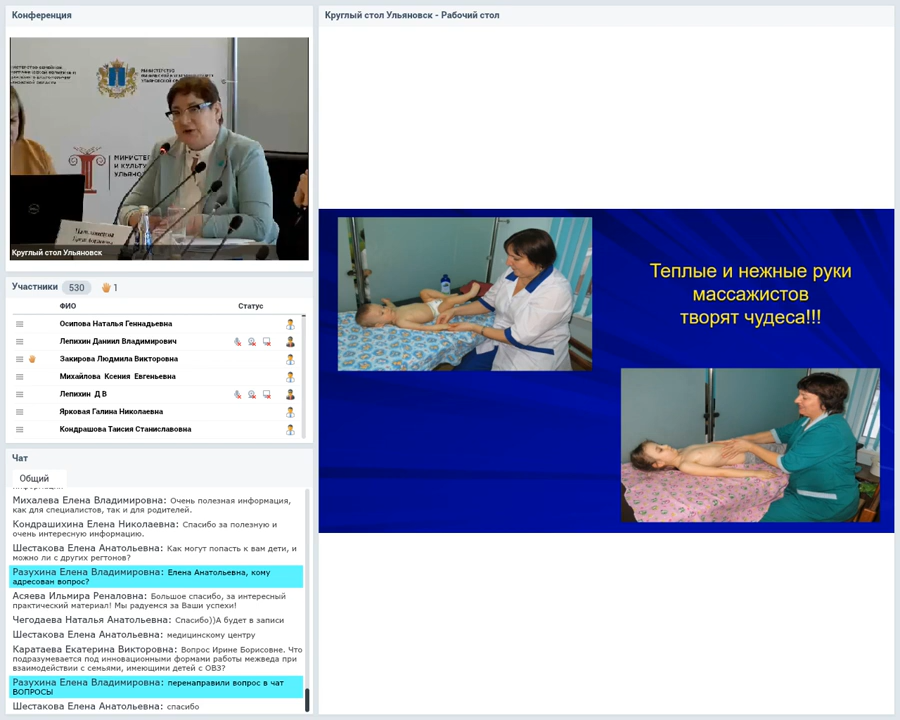 Конференция
МИНИСТЕРСТВО
УЛЬЯНОВСКОЙ ОБЛАСТИ
МИНИСТЕ
И КУЛЬТУ
УЛЬЯНО
Круглый стол Ульяновск
Участники 530 1
ФИО Статус
Осипова Наталья Геннадьевна
Лепихин Даниил Владимирович
Закирова Людмила Викторовна
Михайлова Ксения Евгеньевна
Лепихин Д В
Ярковая Галина Николаевна
Кондрашова Таисия Станиславовна
Чат
Общий
Михалева Елена Владимировна: Очень полезная информация,
как для специалистов, так и для родителей.
Кондрашихина Елена Николаевна: Спасибо за полезную и
очень интересную информацию.
Шестакова Елена Анатольевна: Как могут попасть к вам дети, и
можно ли с других регтонов?
Разухина Елена Владимировна: Елена Анатольевна, кому
адресован вопрос?
Асяева Ильмира Реналовна: Большое спасибо, за интересный
практический материал! Мы радуемся за Ваши успехи!
Чегодаева Наталья Анатольевна: Спасибо))А будет в записи
Шестакова Елена Анатольевна: медицинскому центру
Каратаева Екатерина Викторовна: Вопрос Ирине Борисовне. Что
подразумевается под инновационными формами работы межведа при
взаимодействии с семьями, имеющими детей с ОВЗ?
Разухина Елена Владимировна: перенаправили вопрос в чат
ВОПРОСЫ
Шестакова Елена Анатольевна: спасибо
Круглый стол Ульяновск - Рабочий стол
Теплые и нежные руки
массажистов
творят чудеса!!!